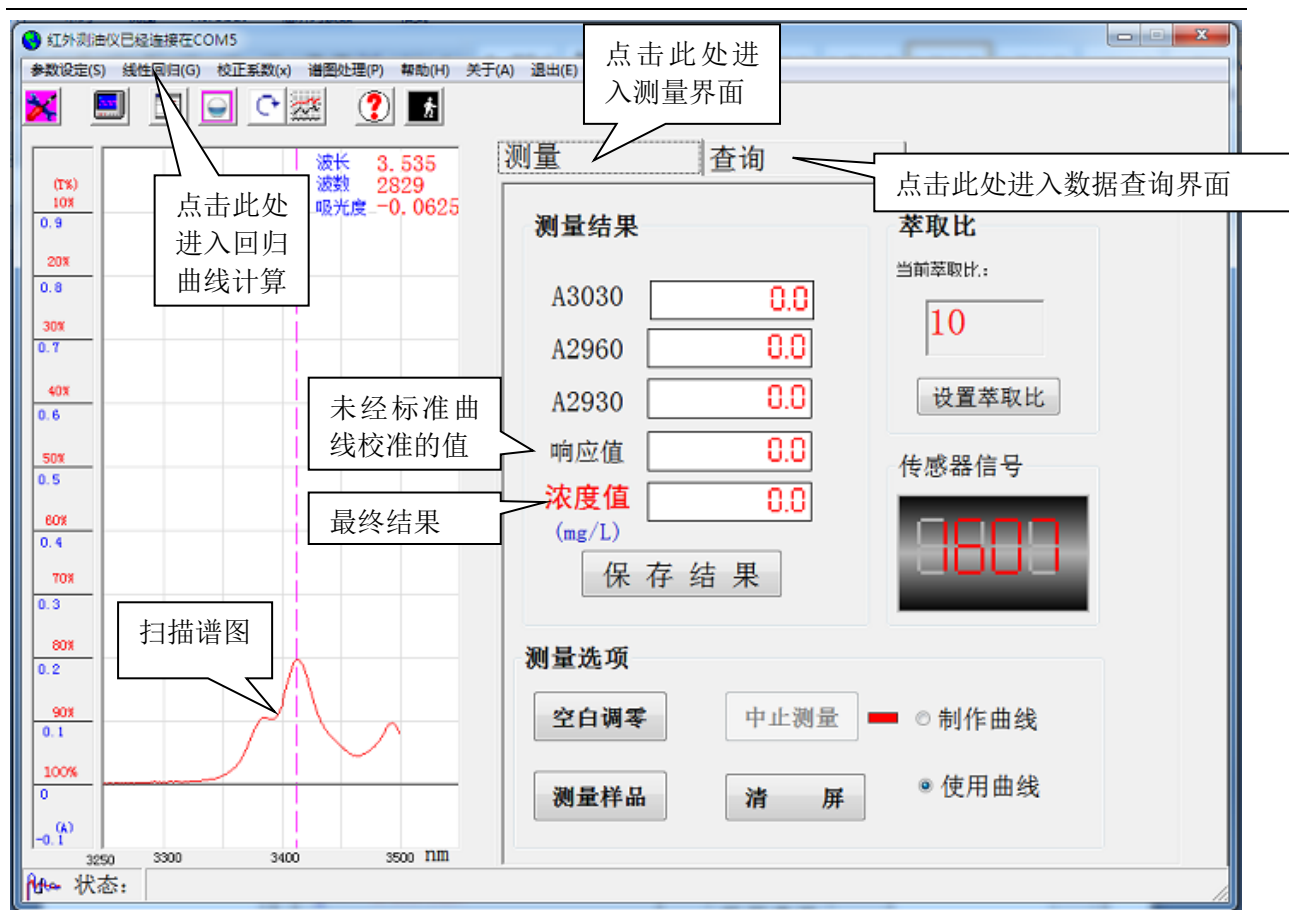 红外测油仪已经连接在COM5
参数设定(S) 线性回归(G) 校正系数(x) 谱图处理(P) 帮助(H) 关于(A) 退出(E)
点击此处进
入测量界面
测量
查询
点击此处进入数据查询界面
波长 3.535
波数 2829
吸光度 -0.0625
点击此处
进入回归
曲线计算
(T%)
10%
0.9
20%
0.8
30%
0.7
40%
0.6
50%
0.5
60%
0.4
70%
0.3
80%
0.2
90%
0.1
100%
0
(A)
-0.1
3250 3300 3400 3500 nm
扫描谱图
测量结果
A3030 0.0
A2960 0.0
A2930 0.0
响应值 0.0
浓度值 0.0
(mg/L)
保存结果
未经标准曲
线校准的值
最终结果
萃取比
当前萃取比:
10
设置萃取比
传感器信号
1607
测量选项
空白调零
中止测量
制作曲线
测量样品
清 屏
使用曲线
状态: